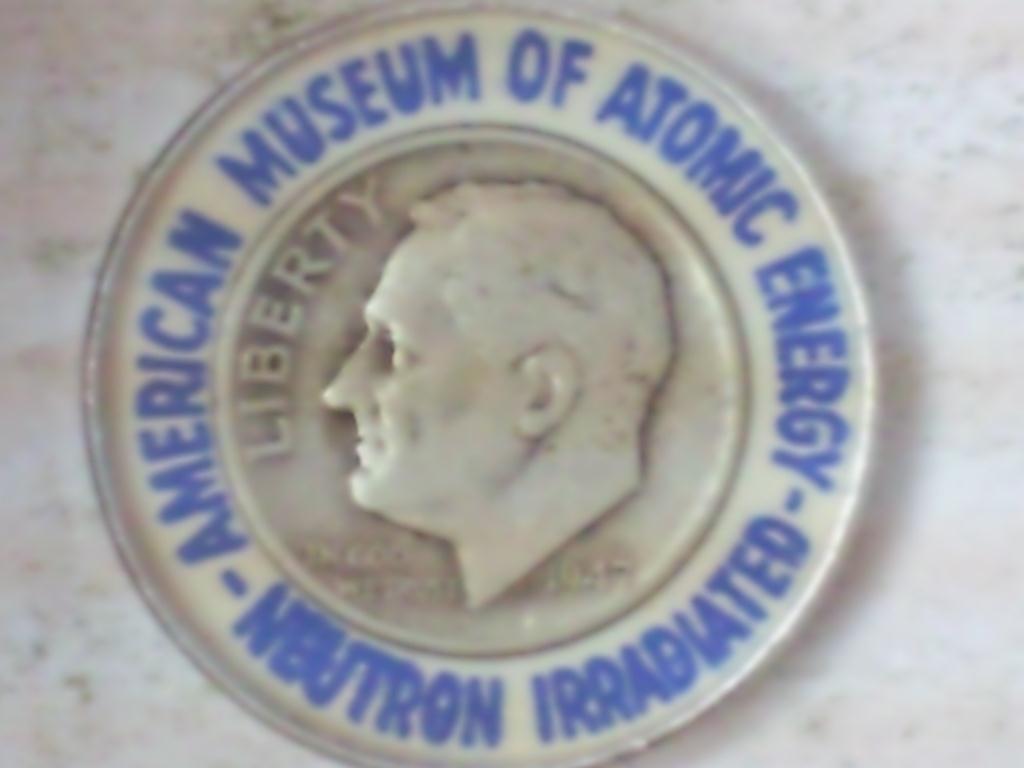 AMERICAN MUSEUM OF ATOMIC ENERGY-
-NEUTRON IRRADIATED
LIBERTY